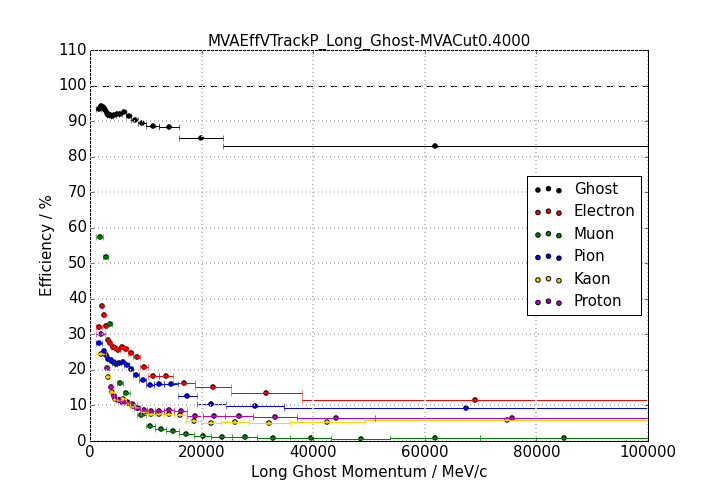 MVAEffVTrackP_Long_Ghost-MVACut0.4000
110
100
90
80
70
60
50
40
30
20
10
0
Efficiency / %
Ghost
Electron
Muon
Pion
Kaon
Proton
0 20000 40000 60000 80000 100000
Long Ghost Momentum / MeV/c